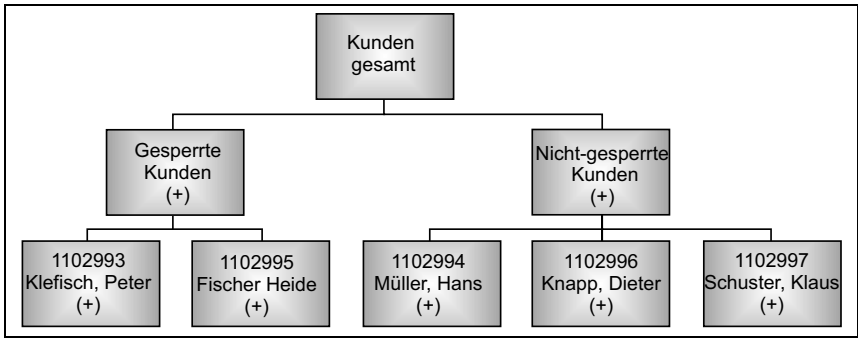 Kunden
gesamt
Gesperrte
Kunden
(+)
Nicht-gesperrte
Kunden
(+)
1102993
Klefisch, Peter
(+)
1102995
Fischer Heide
(+)
1102994
Müller, Hans
(+)
1102996
Knapp, Dieter
(+)
1102997
Schuster, Klaus
(+)